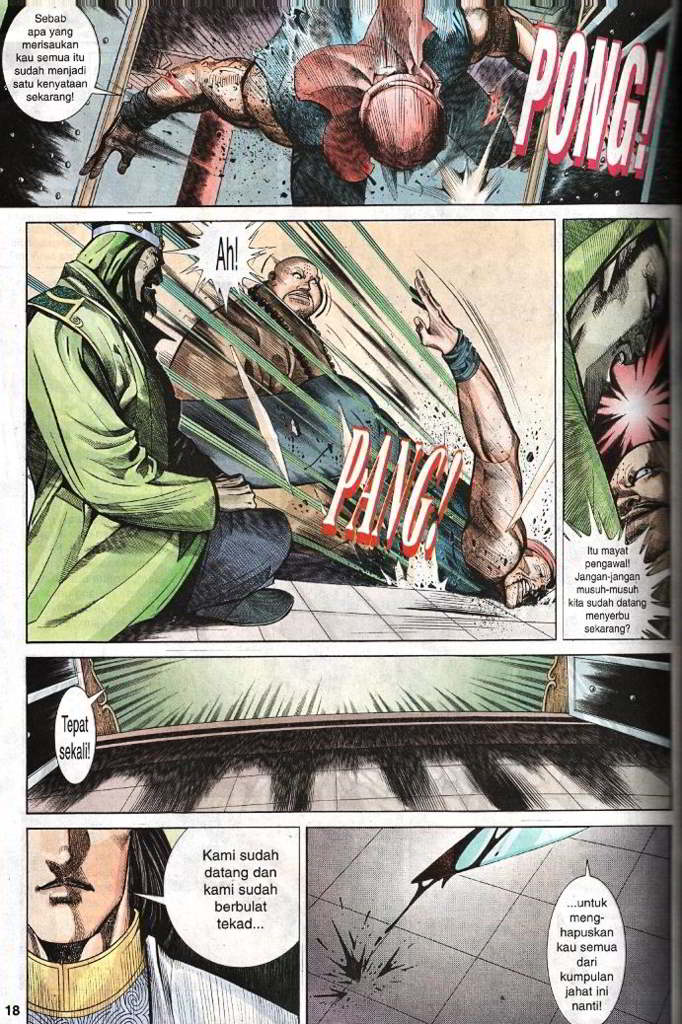 Sebab
apa yang
merisaukan
kau semua itu
sudah menjadi
satu kenyataan
sekarang!
PONG!
Ah!
PANG!
Itu mayat
pengawal!
Jangan-jangan
musuh-musuh
kita sudah datang
menyerbu
sekarang?
Tepat
sekali!
Kami sudah
datang dan
kami sudah
berbulat
tekad...
...untuk
meng-
hapuskan
kau semua
dari
kumpulan
jahat ini
nanti!
18